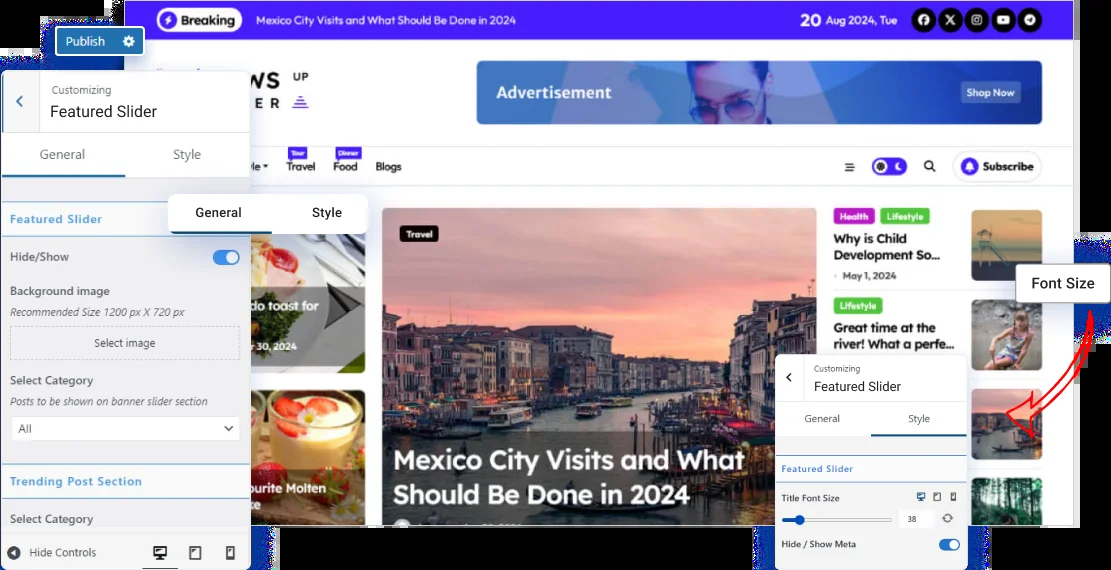 Breaking
Mexico City Visits and What Should Be Done in 2024
20 Aug 2024, Tue
Publish
Customizing
Featured Slider
General
Style
UP
ER
Advertisement
Shop Now
Tour
Dinner
Travel
Food
Blogs
Subscribe
General
Style
Featured Slider
Hide/Show
Background image
Recommended Size 1200 px X 720 px
Select image
Select Category
Posts to be shown on banner slider section
All
Trending Post Section
Select Category
Hide Controls
do toast for
30, 2024
ourite Molten
ke
Travel
Mexico City Visits and What
Should Be Done in 2024
Health
Lifestyle
Why is Child
Development So...
May 1, 2024
Lifestyle
Great time at the
river! What a perfe...
Font Size
Customizing
Featured Slider
General
Style
Featured Slider
Title Font Size
38
Hide / Show Meta